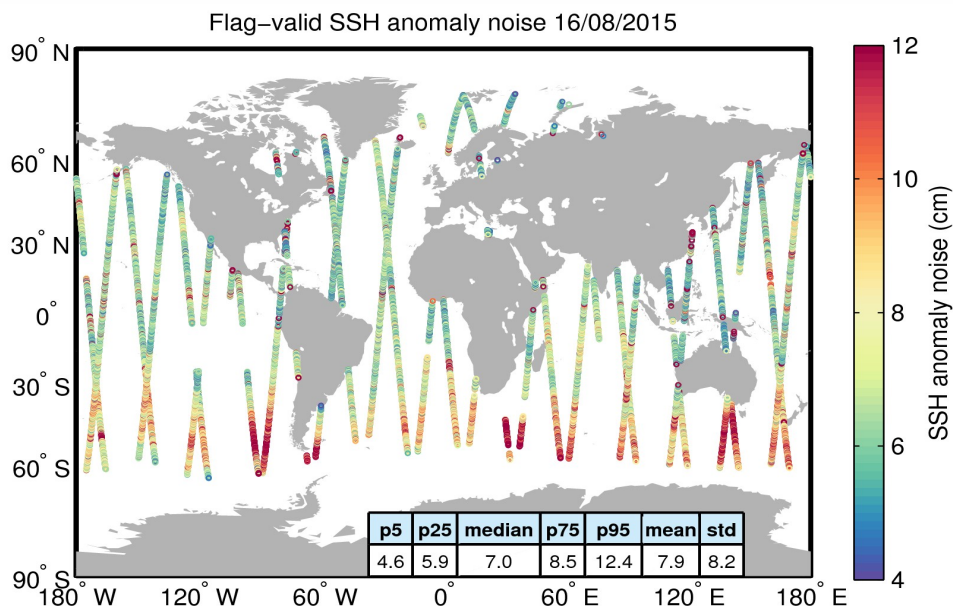 Flag−valid SSH anomaly noise 16/08/2015
90° N
60° N
30° N
0°
30° S
60° S
90° S
180° W 120° W 60° W 0° 60° E 120° E 180° E
p5 p25 median p75 p95 mean std
4.6 5.9 7.0 8.5 12.4 7.9 8.2
12
10
8
6
4
SSH anomaly noise (cm)